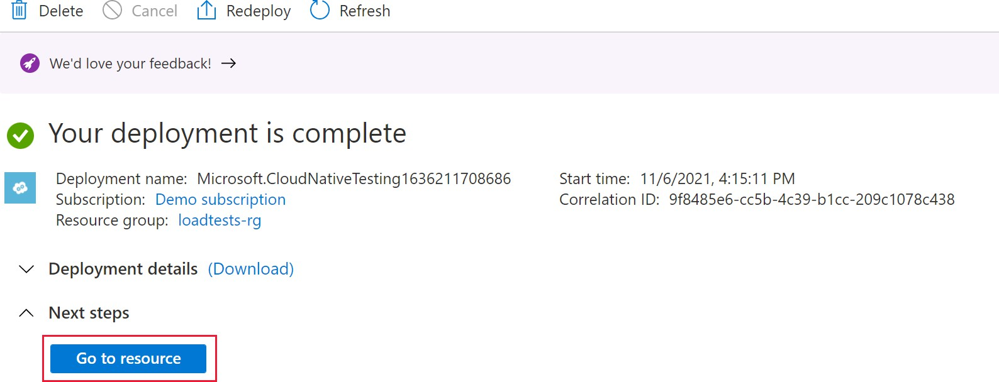 Delete Cancel Redeploy Refresh
We'd love your feedback!
Your deployment is complete
Deployment name: Microsoft.CloudNativeTesting1636211708686 Start time: 11/6/2021, 4:15:11 PM
Subscription: Demo subscription Correlation ID: 9f8485e6-cc5b-4c39-b1cc-209c1078c438
Resource group: loadtests-rg
Deployment details (Download)
Next steps
Go to resource